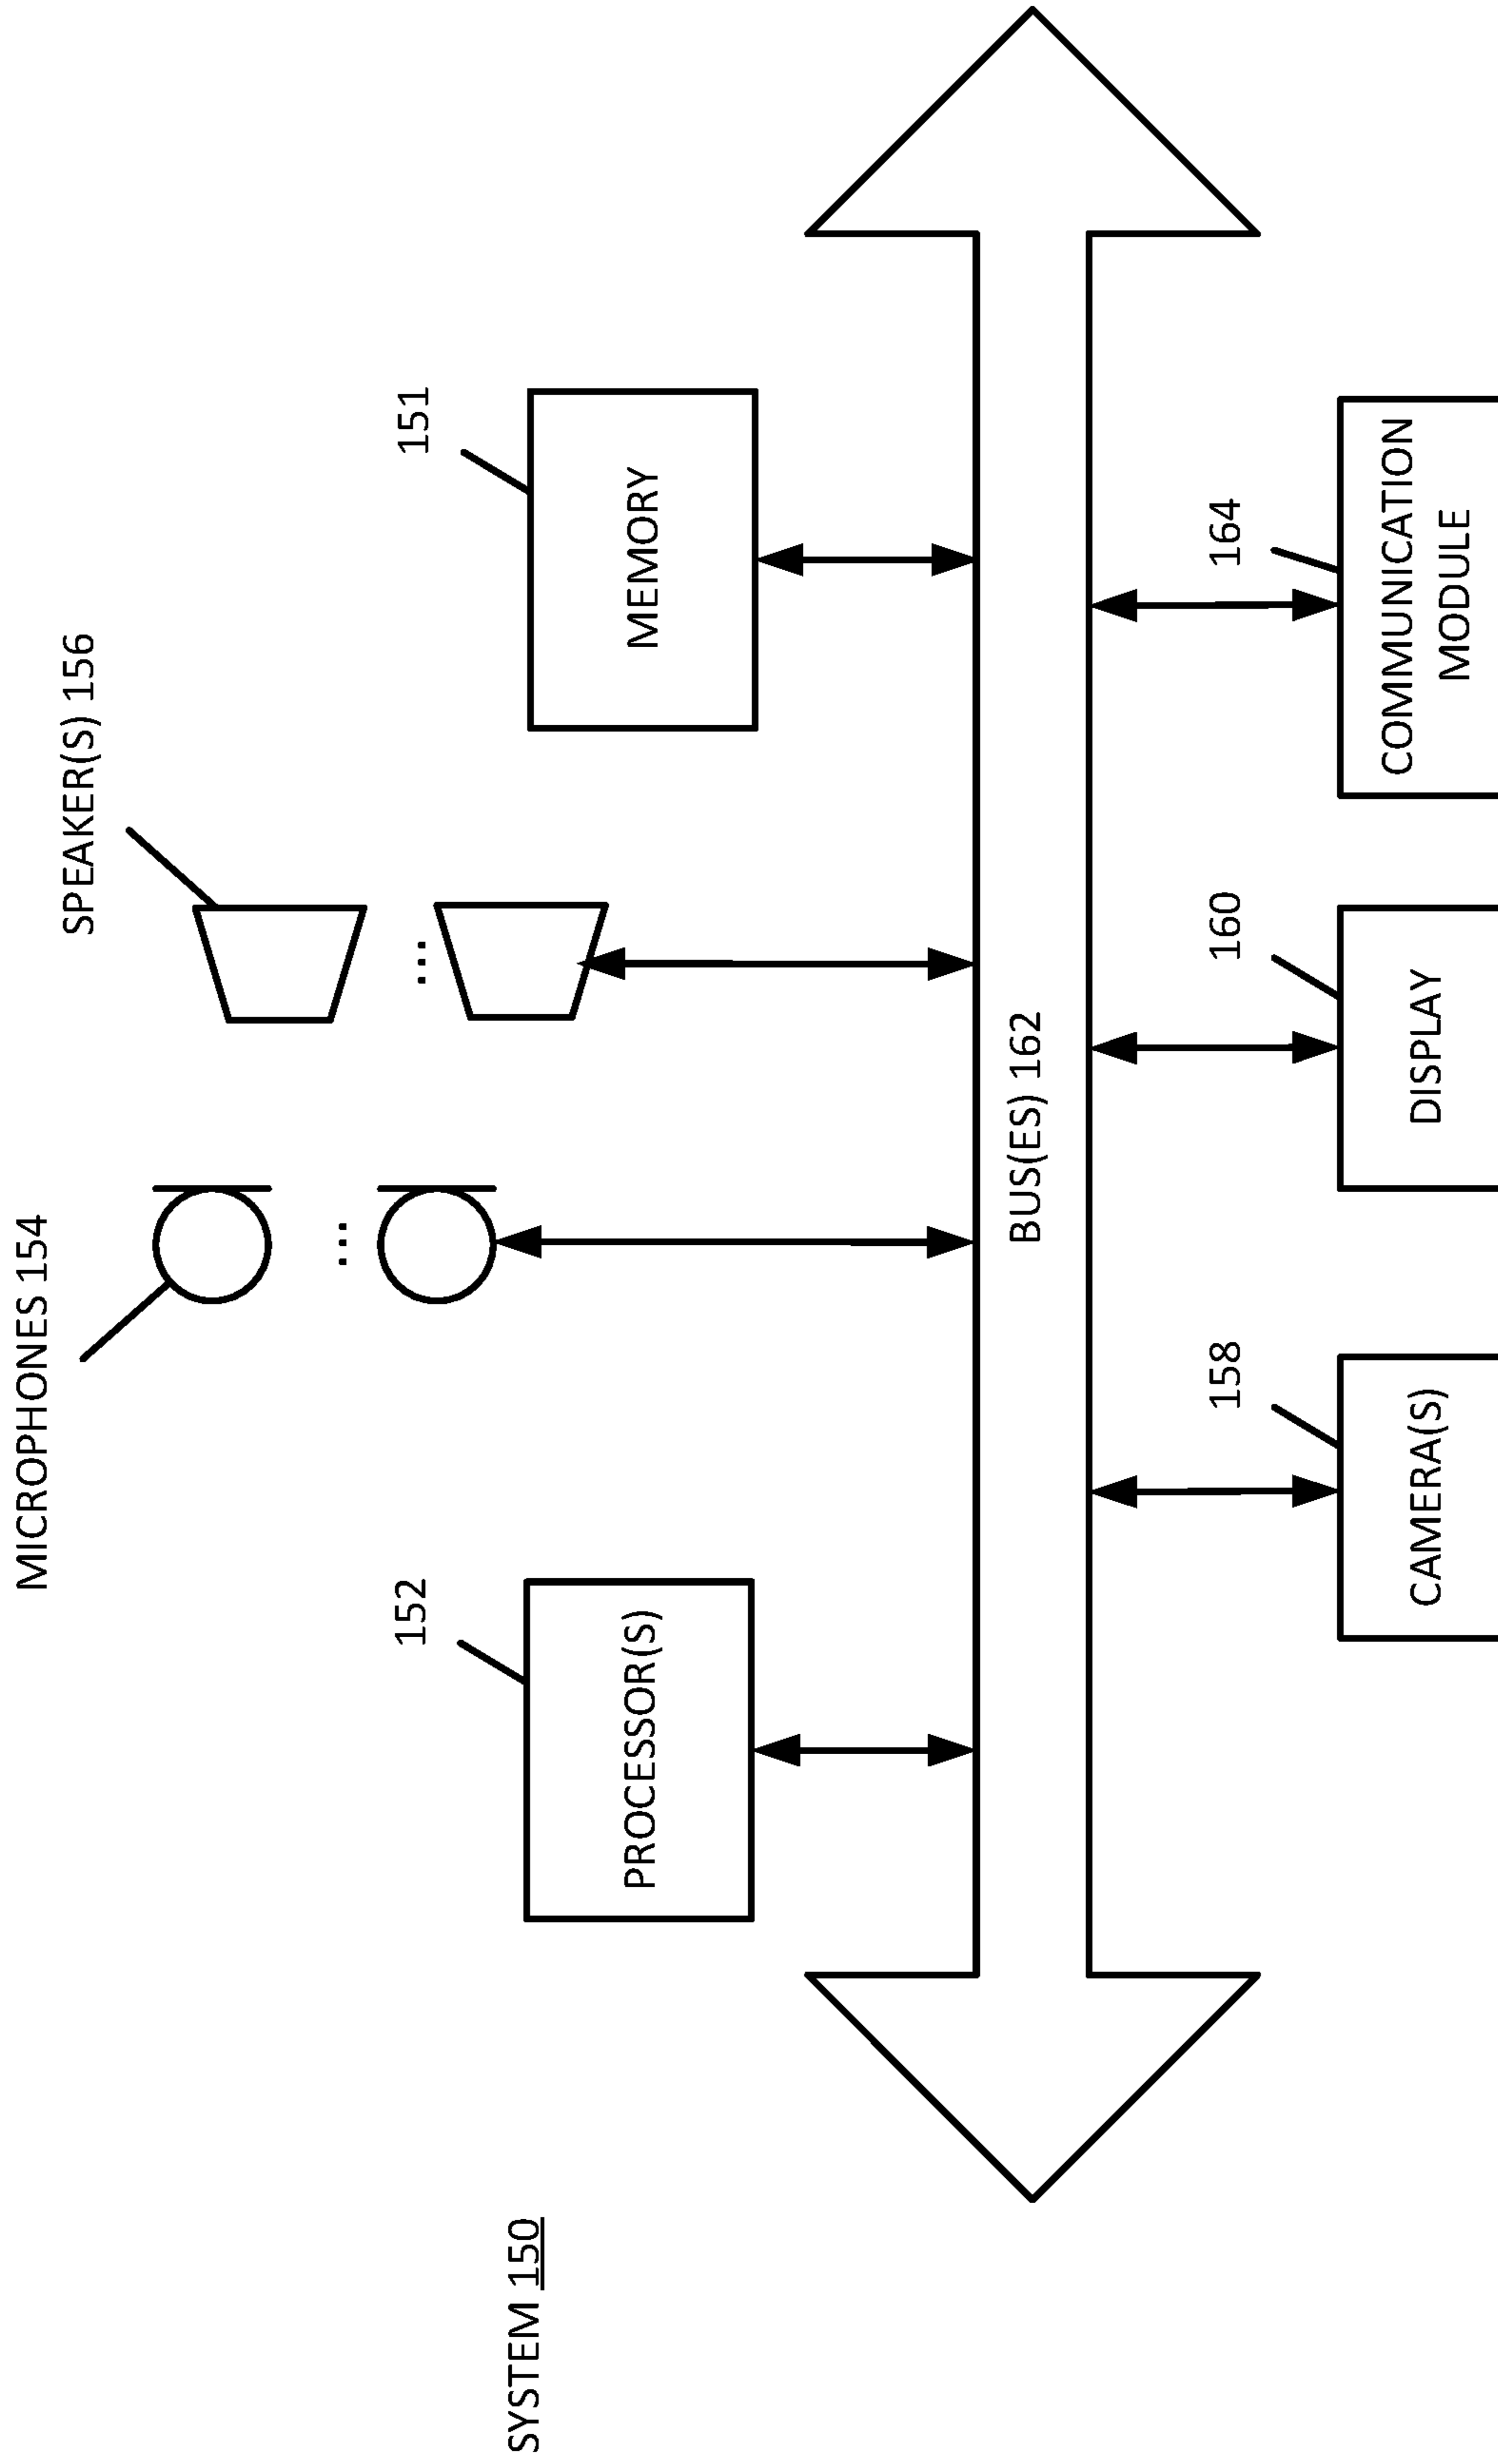 SYSTEM 150
MICROPHONES 154
SPEAKER(S) 156
152
PROCESSOR(S)
151
MEMORY
BUS(ES) 162
158
CAMERA(S)
160
DISPLAY
164
COMMUNICATION
MODULE